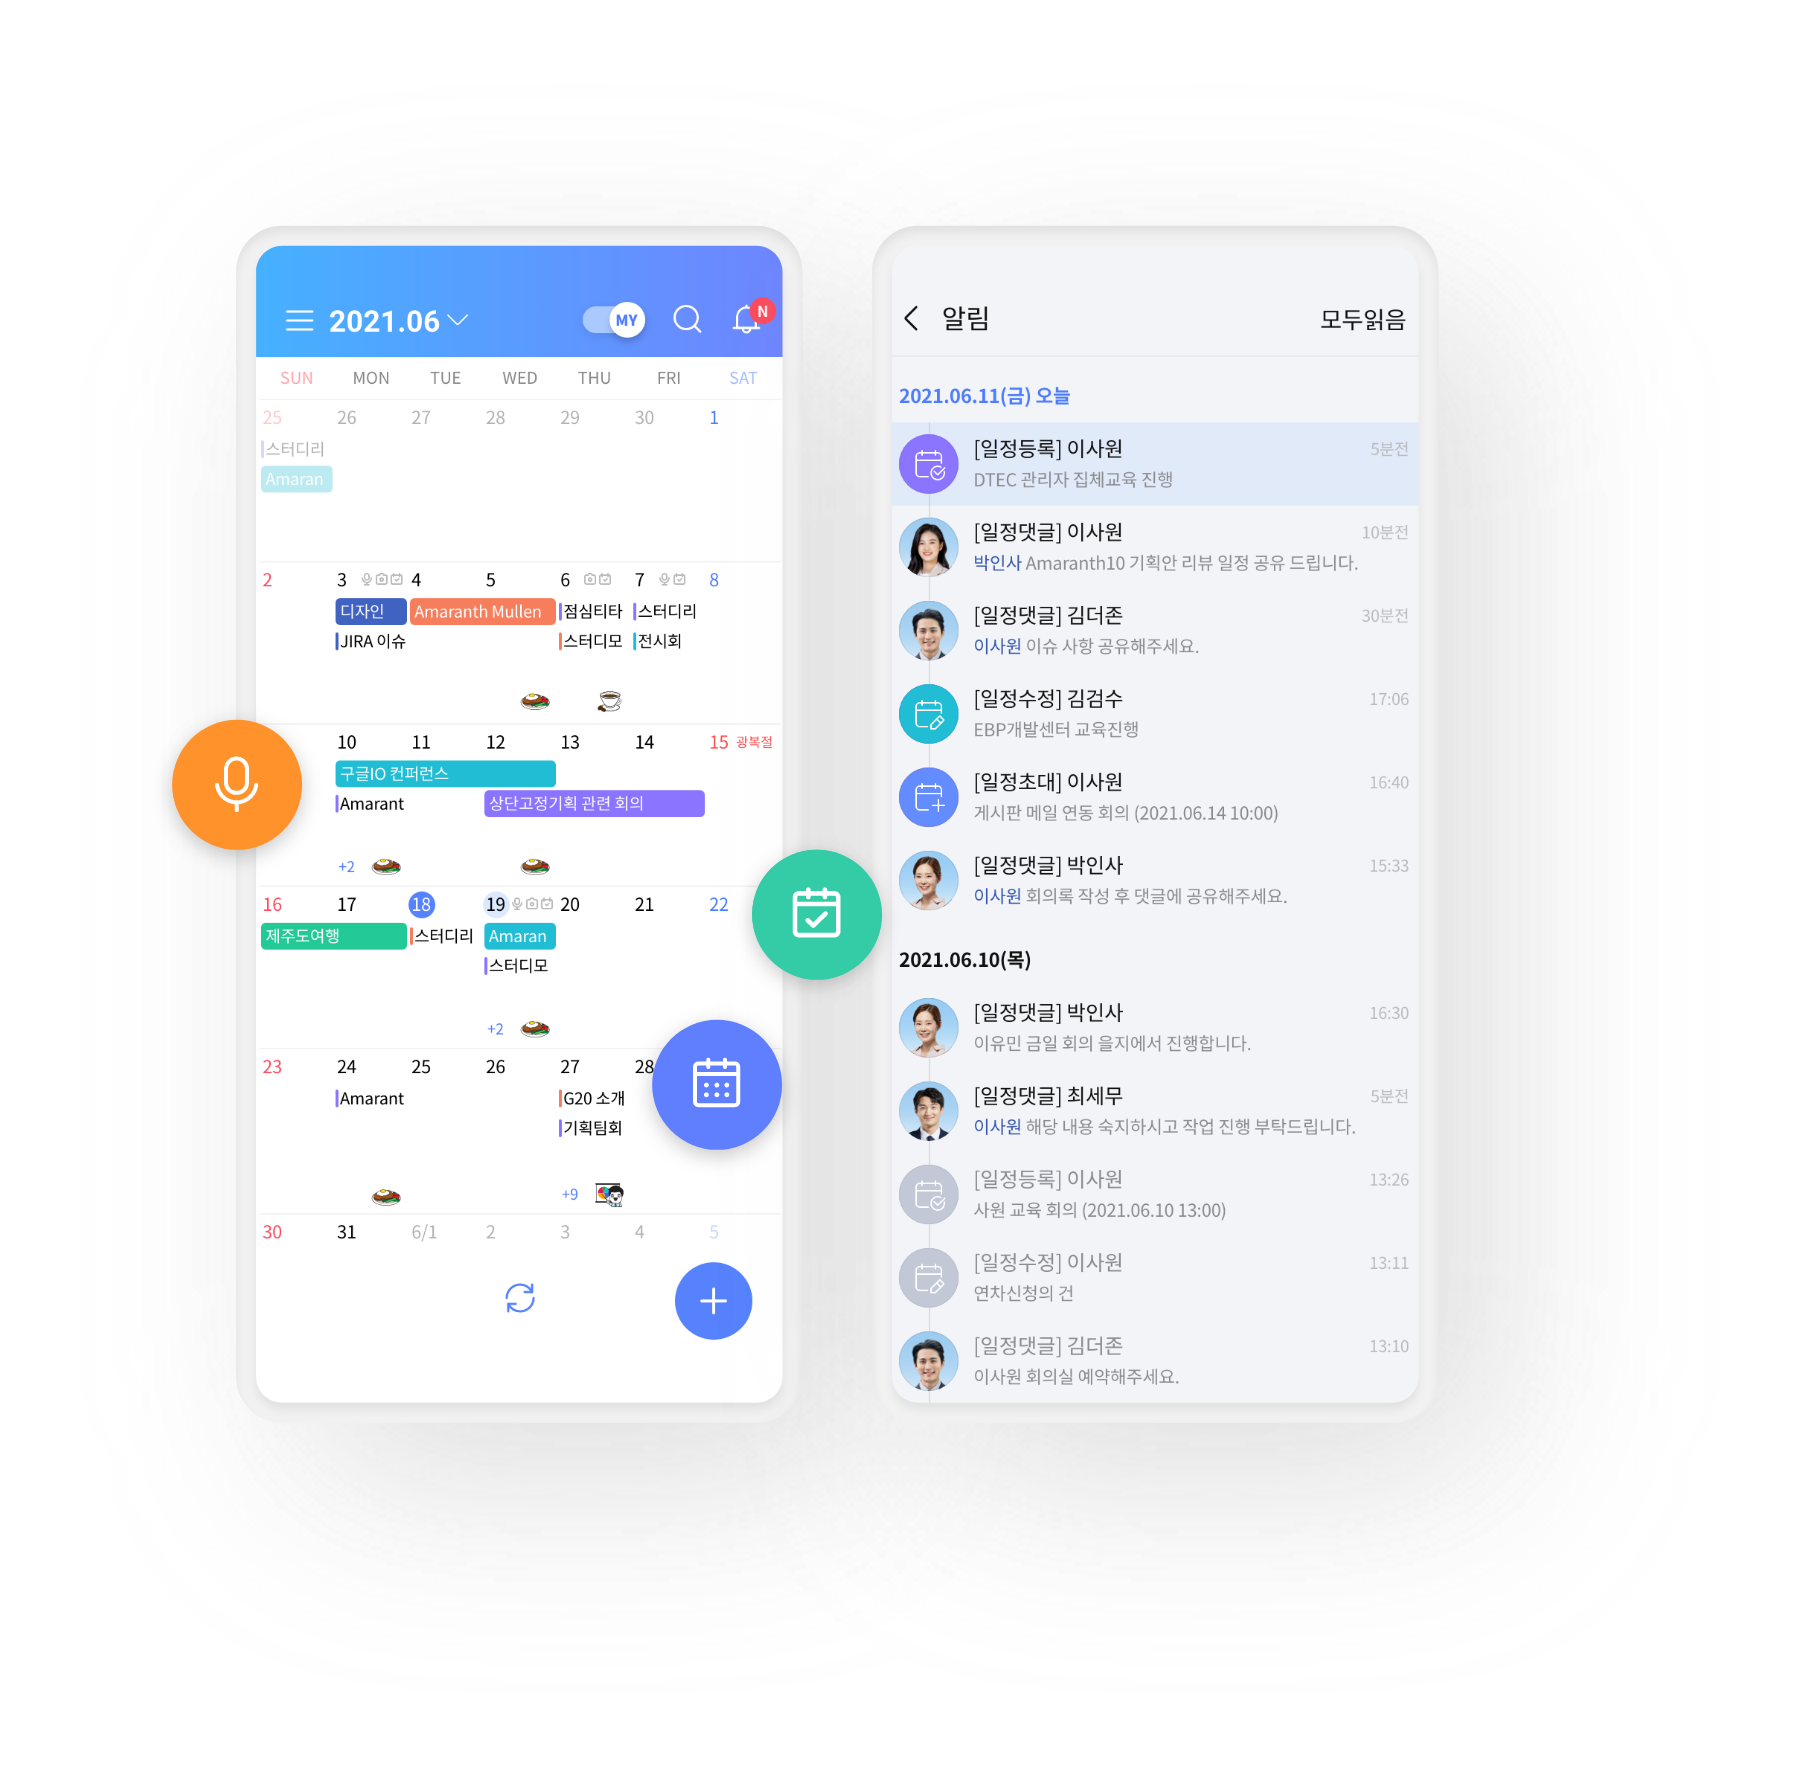 2021.06
MY
N
SUN MON TUE WED THU FRI SAT
25 26 27 28 29 30 1
스터디리
Amaran
2 3 4 5 6 7 8
디자인 Amaranth Mullen 점심티타 스터디리
JIRA 이슈 스터디모 전시회
10 11 12 13 14 15 광복절
구글IO 컨퍼런스
Amarant 상단고정기획 관련 회의
+2
16 17 18 19 20 21 22
제주도여행 스터디리 Amaran
스터디모
+2
23 24 25 26 27 28
Amarant G20 소개
기획팀회
+9
30 31 6/1 2 3 4 5
알림 모두읽음
2021.06.11(금) 오늘
[일정등록] 이사원 5분전
DTEC 관리자 집체교육 진행
[일정댓글] 이사원 10분전
박인사 Amaranth10 기획안 리뷰 일정 공유 드립니다.
[일정댓글] 김더존 30분전
이사원 이슈 사항 공유해주세요.
[일정수정] 김검수 17:06
EBP개발센터 교육진행
[일정초대] 이사원 16:40
게시판 메일 연동 회의 (2021.06.14 10:00)
[일정댓글] 박인사 15:33
이사원 회의록 작성 후 댓글에 공유해주세요.
2021.06.10(목)
[일정댓글] 박인사 16:30
이유민 금일 회의 을지에서 진행합니다.
[일정댓글] 최세무 5분전
이사원 해당 내용 숙지하시고 작업 진행 부탁드립니다.
[일정등록] 이사원 13:26
사원 교육 회의 (2021.06.10 13:00)
[일정수정] 이사원 13:11
연차신청의 건
[일정댓글] 김더존 13:10
이사원 회의실 예약해주세요.